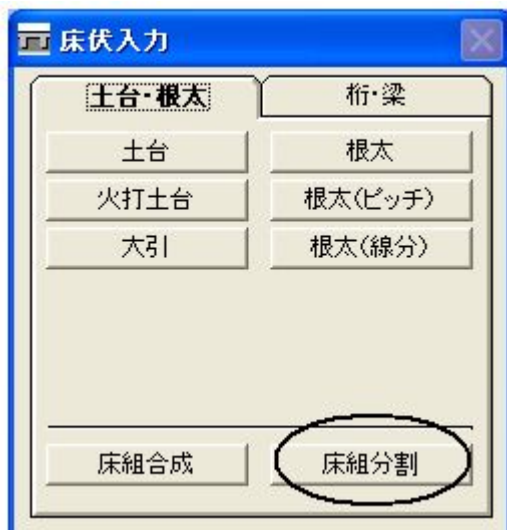 床伏入力
土台・根太 桁・梁
土台 根太
火打土台 根太(ピッチ)
大引 根太(線分)
床組合成 床組分割